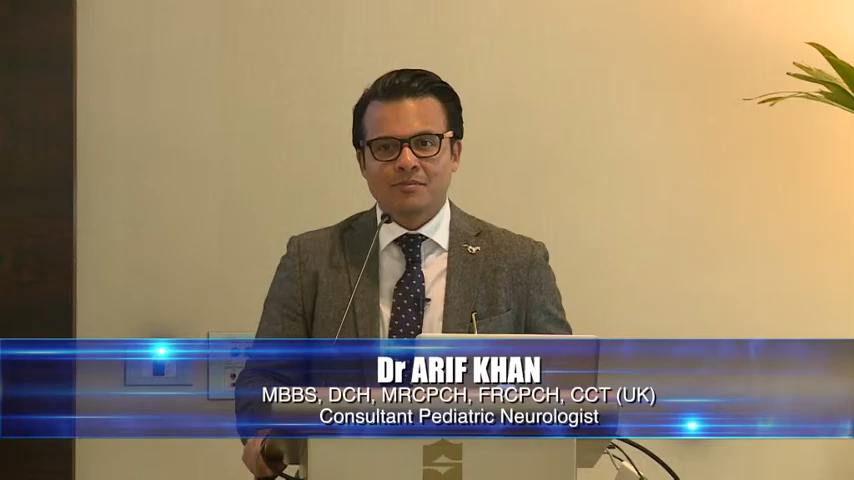 Dr ARIF KHAN
MBBS, DCH, MRCPCH, FRCPCH, CCT (UK)
Consultant Pediatric Neurologist